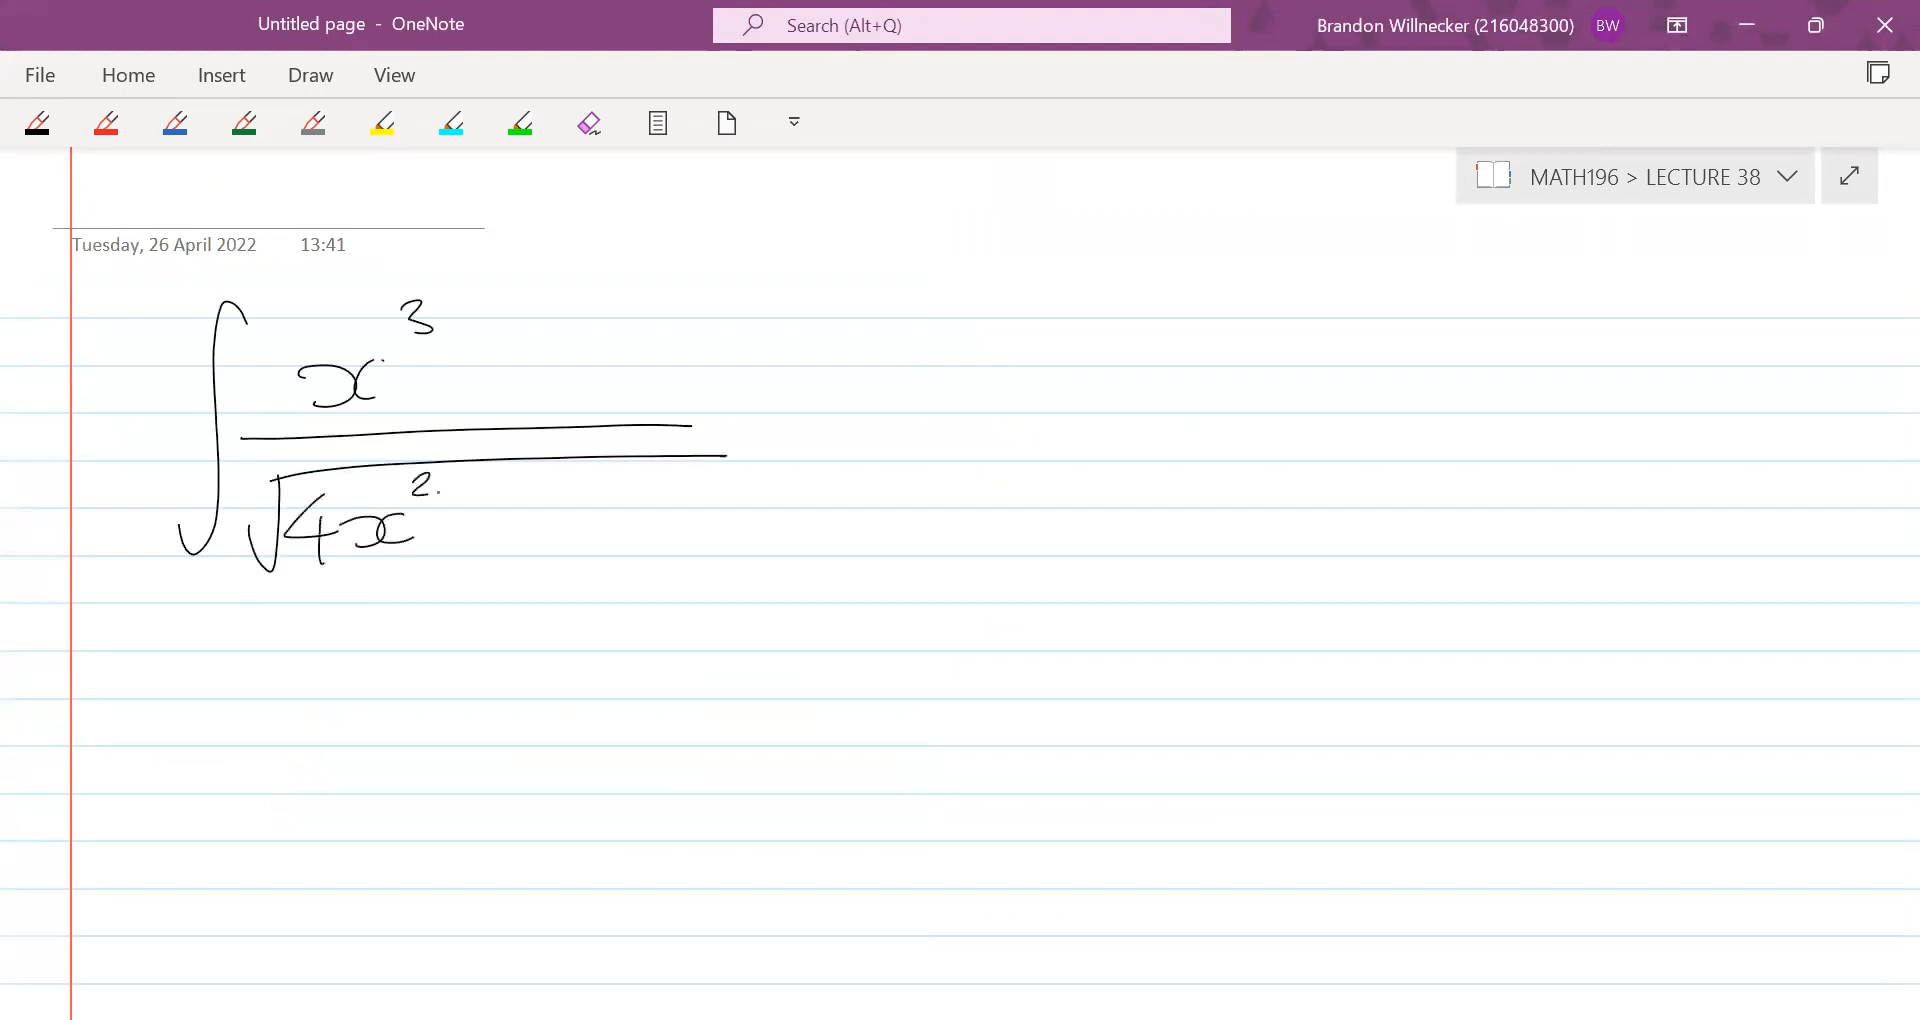 Untitled page - OneNote
Search (Alt+Q)
Brandon Willnecker (216048300)
BW
File Home Insert Draw View
MATH196 > LECTURE 38
Tuesday, 26 April 2022 13:41
∫ x³ / √4x²